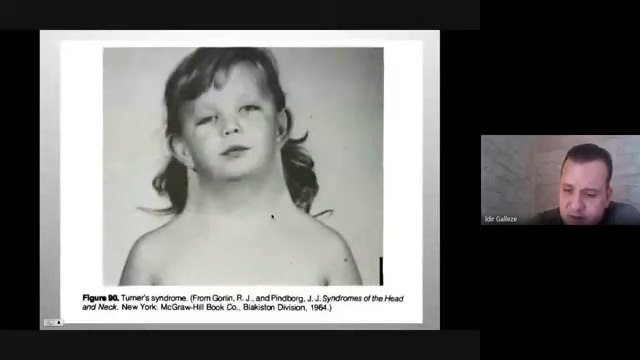 Figure 90. Turner's syndrome. (From Gorlin, R. J., and Pindborg, J. J. Syndromes of the Head
and Neck. New York: McGraw-Hill Book Co., Blakiston Division, 1964.)
Idir Galleze